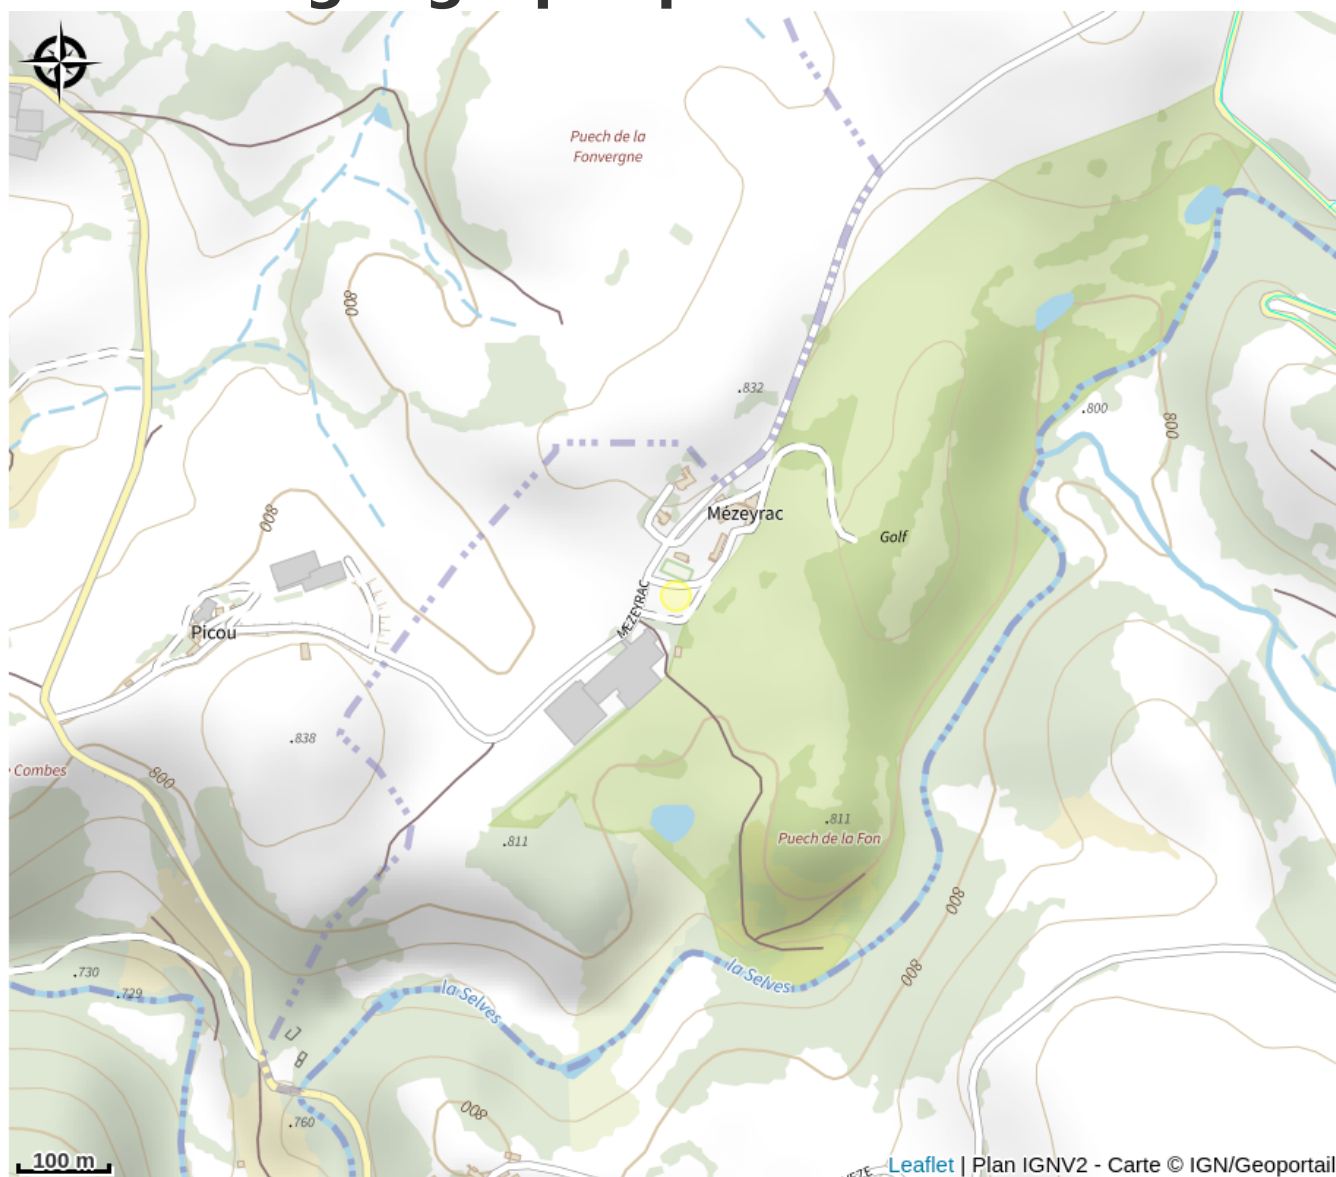 Puech de la
Fonvergne
800
.832
.800
800
800
Mézeyrac
Golf
MEZEYRAC
Picou
.838
Combes
800
.811
.811
Puech de la Fon
800
la Selves
800
.730
.729
la Selves
800
.760
100 m
Leaflet | Plan IGNV2 - Carte © IGN/Geoportail